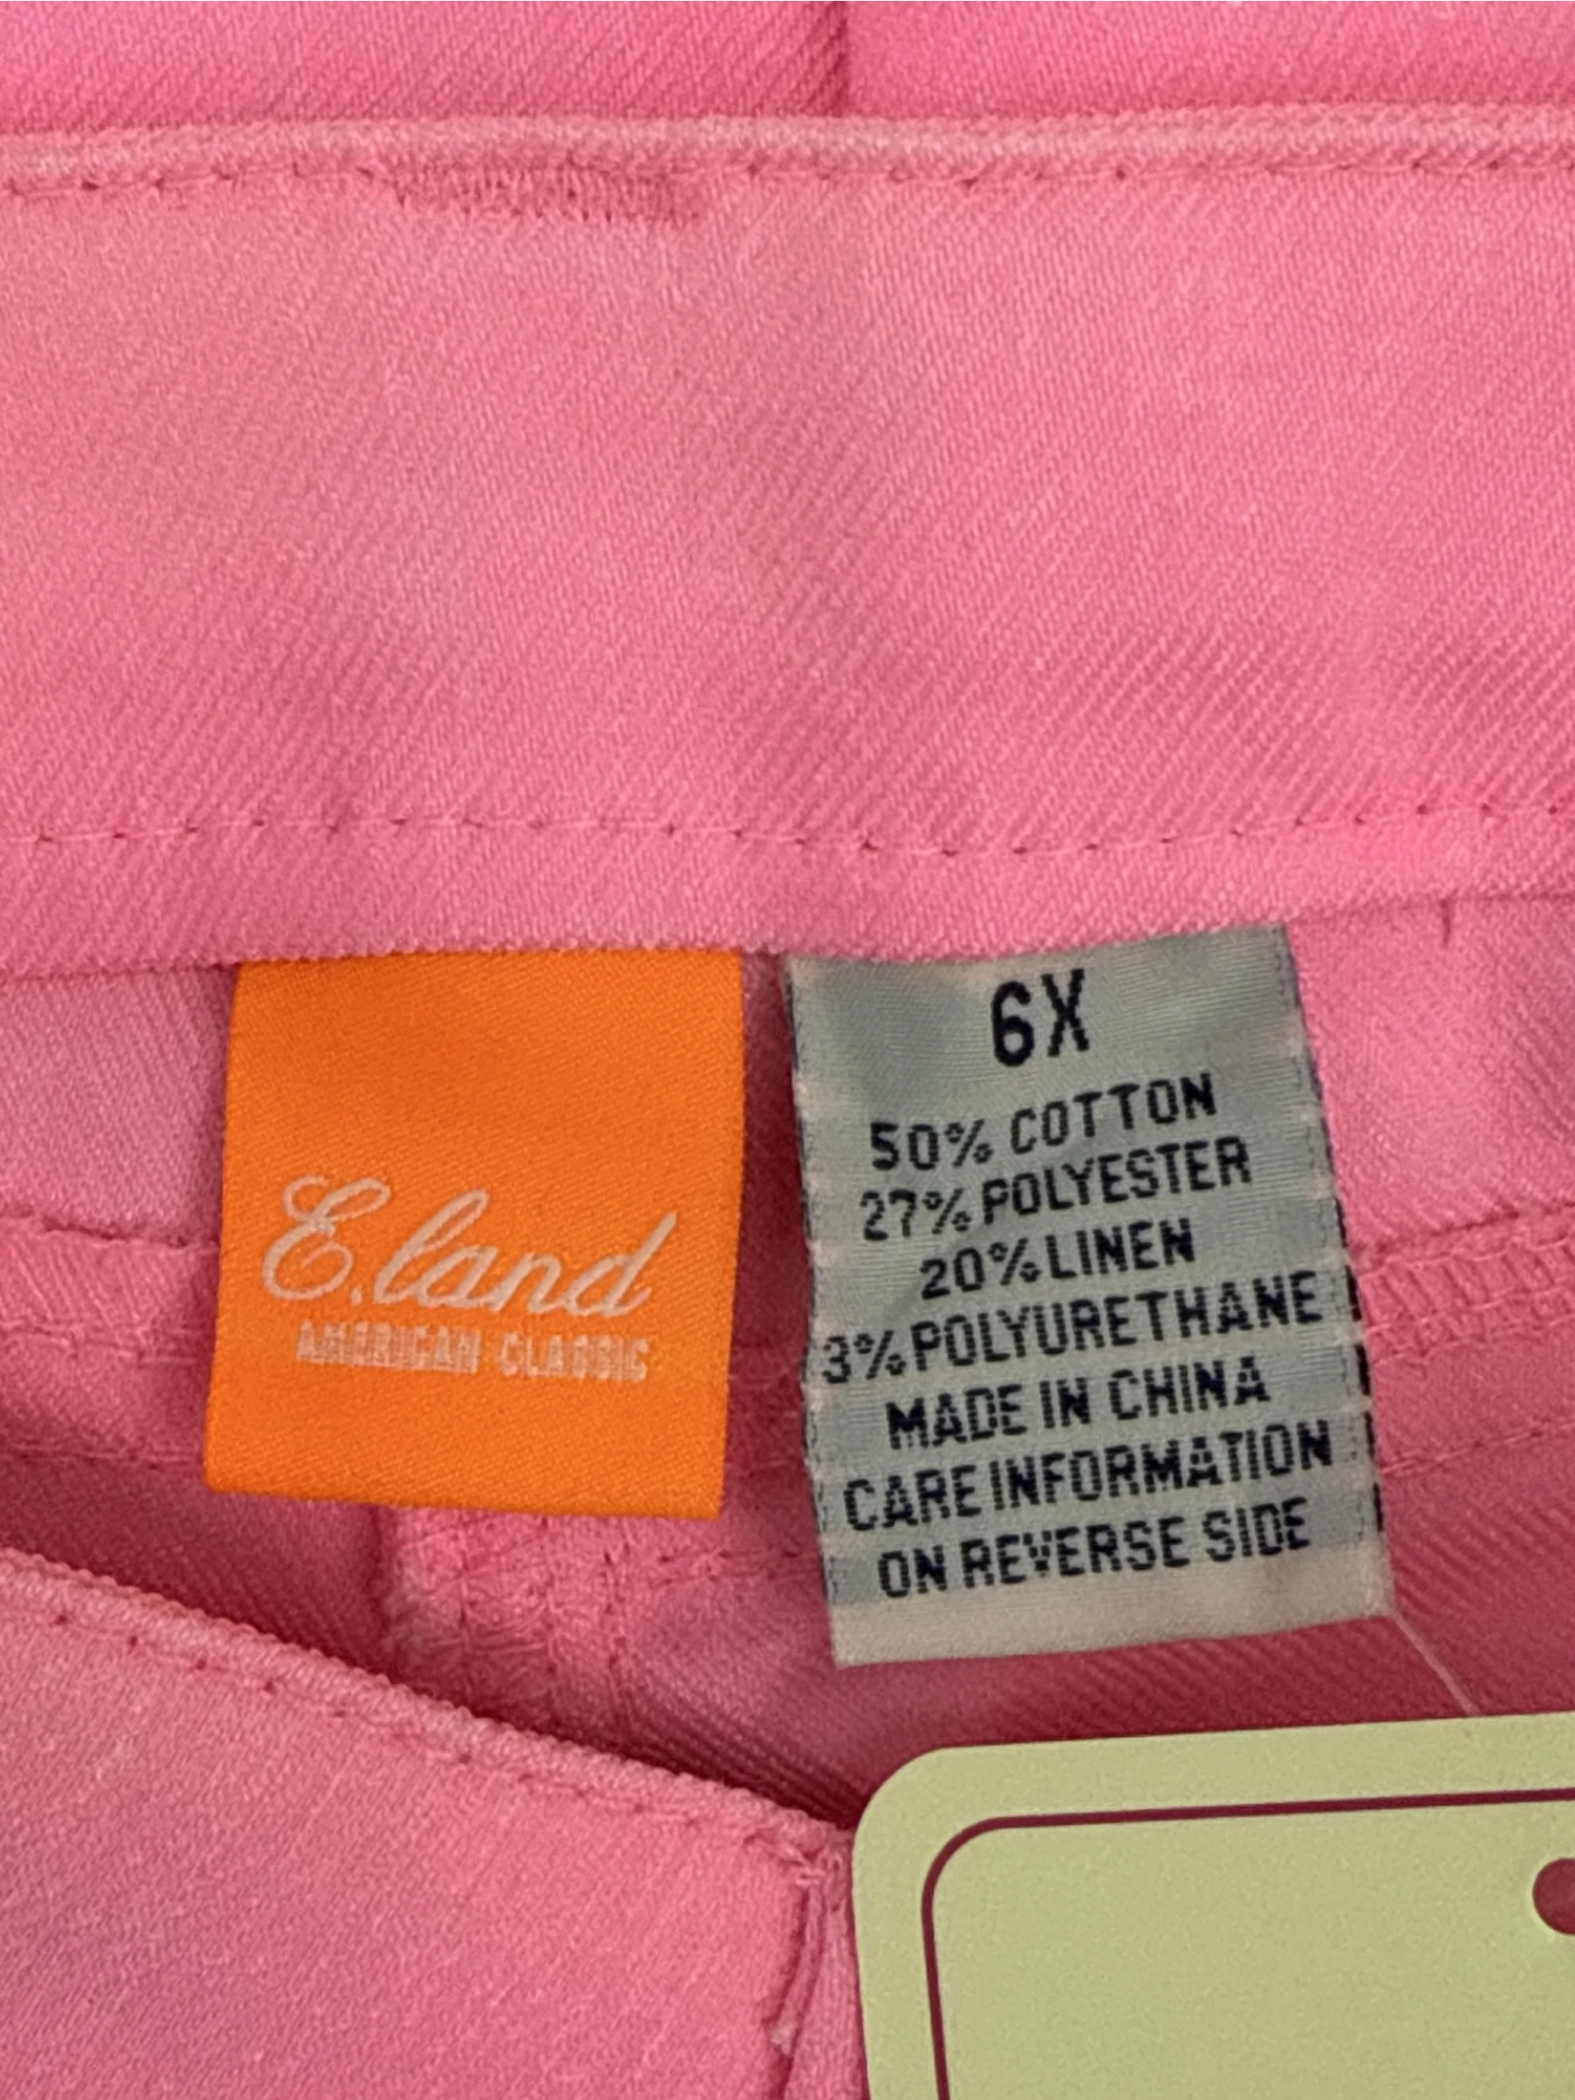 E.land
AMERICAN CLASSIC
6X
50% COTTON
27% POLYESTER
20% LINEN
3% POLYURETHANE
MADE IN CHINA
CARE INFORMATION
ON REVERSE SIDE